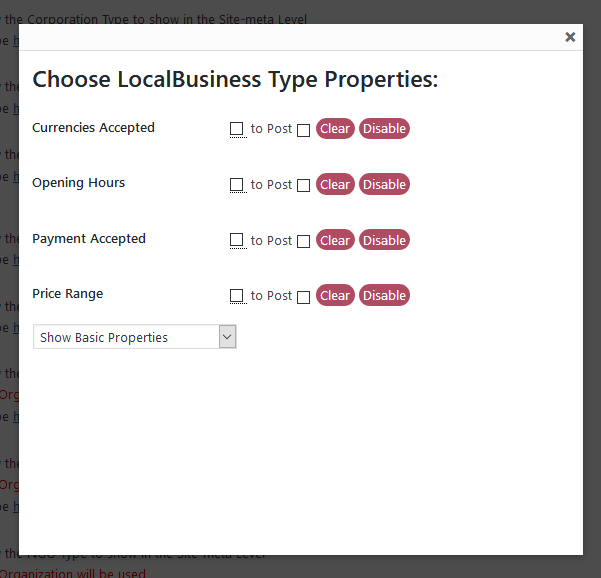 the Corporation Type to show in the Site-meta Level
×
Choose LocalBusiness Type Properties:
Currencies Accepted to Post Clear Disable
Opening Hours to Post Clear Disable
Payment Accepted to Post Clear Disable
Price Range to Post Clear Disable
Show Basic Properties
the NGO Type to show in the Site-meta Level
Organization will be used